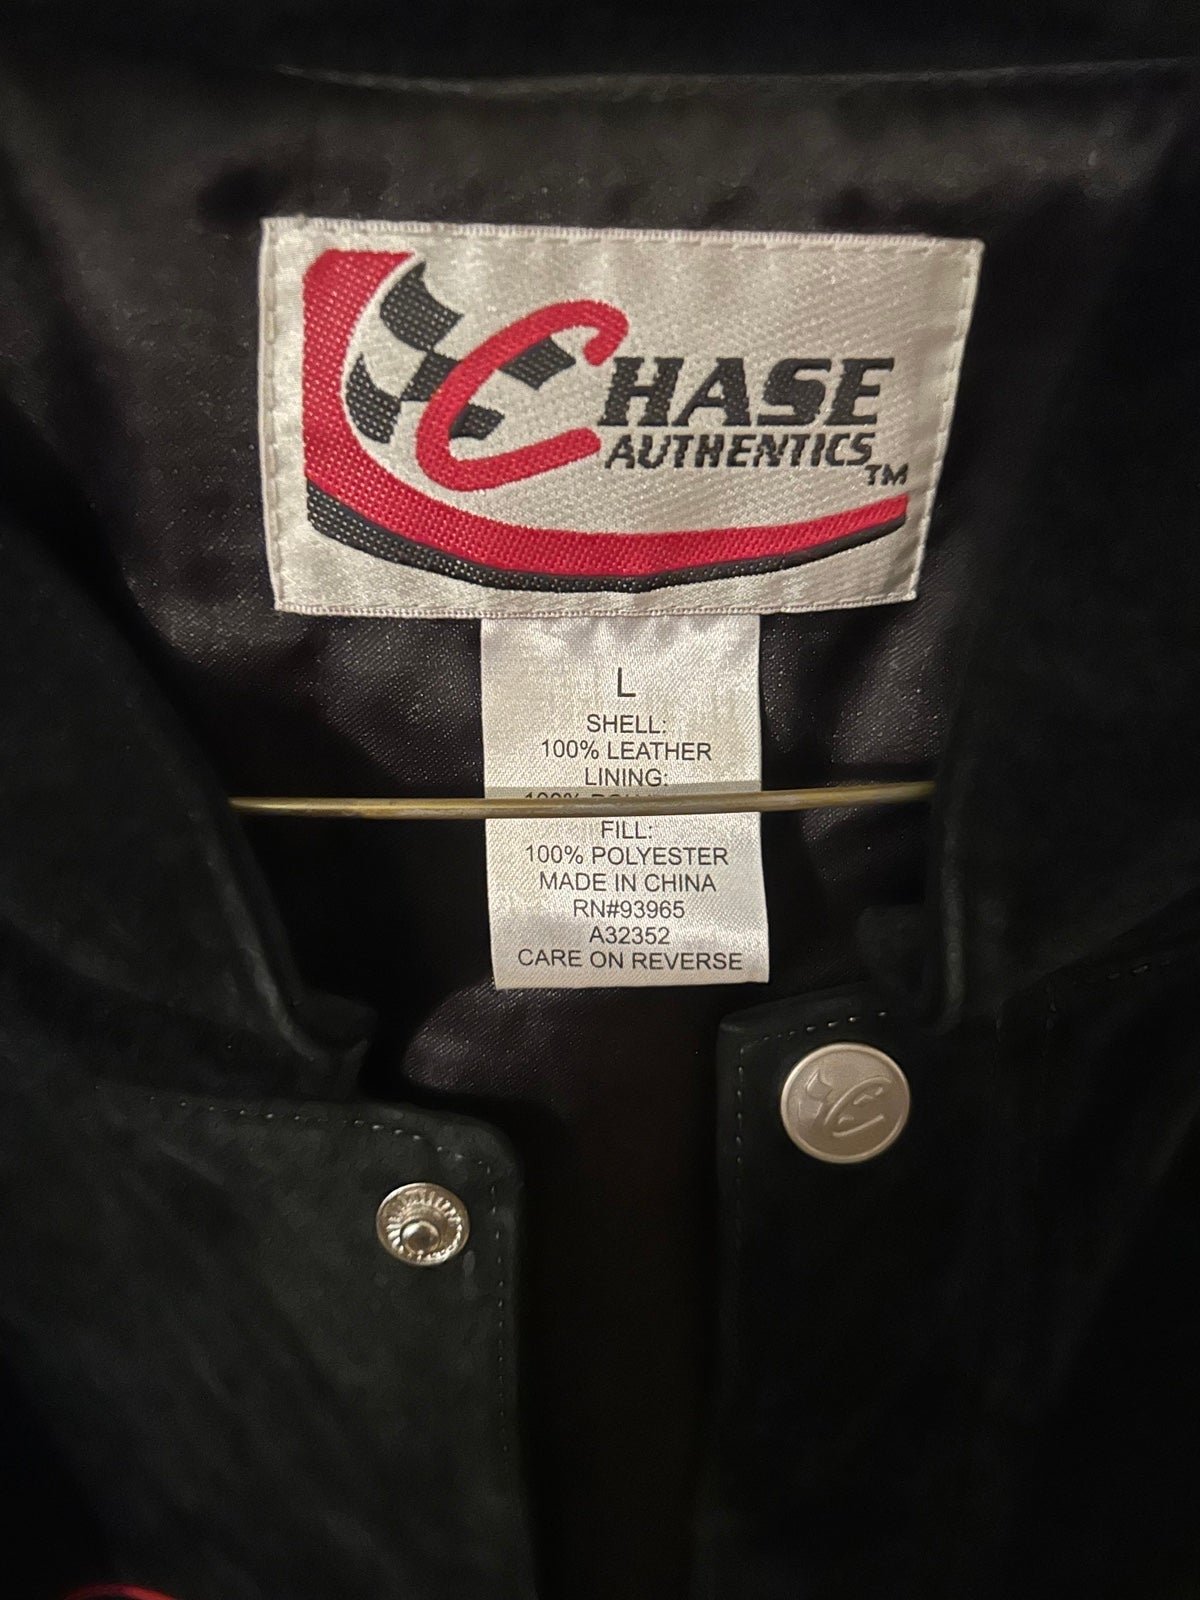 CHASE
AUTHENTICS
TM
L
SHELL:
100% LEATHER
LINING:
100%
FILL:
100% POLYESTER
MADE IN CHINA
RN#93965
A32352
CARE ON REVERSE